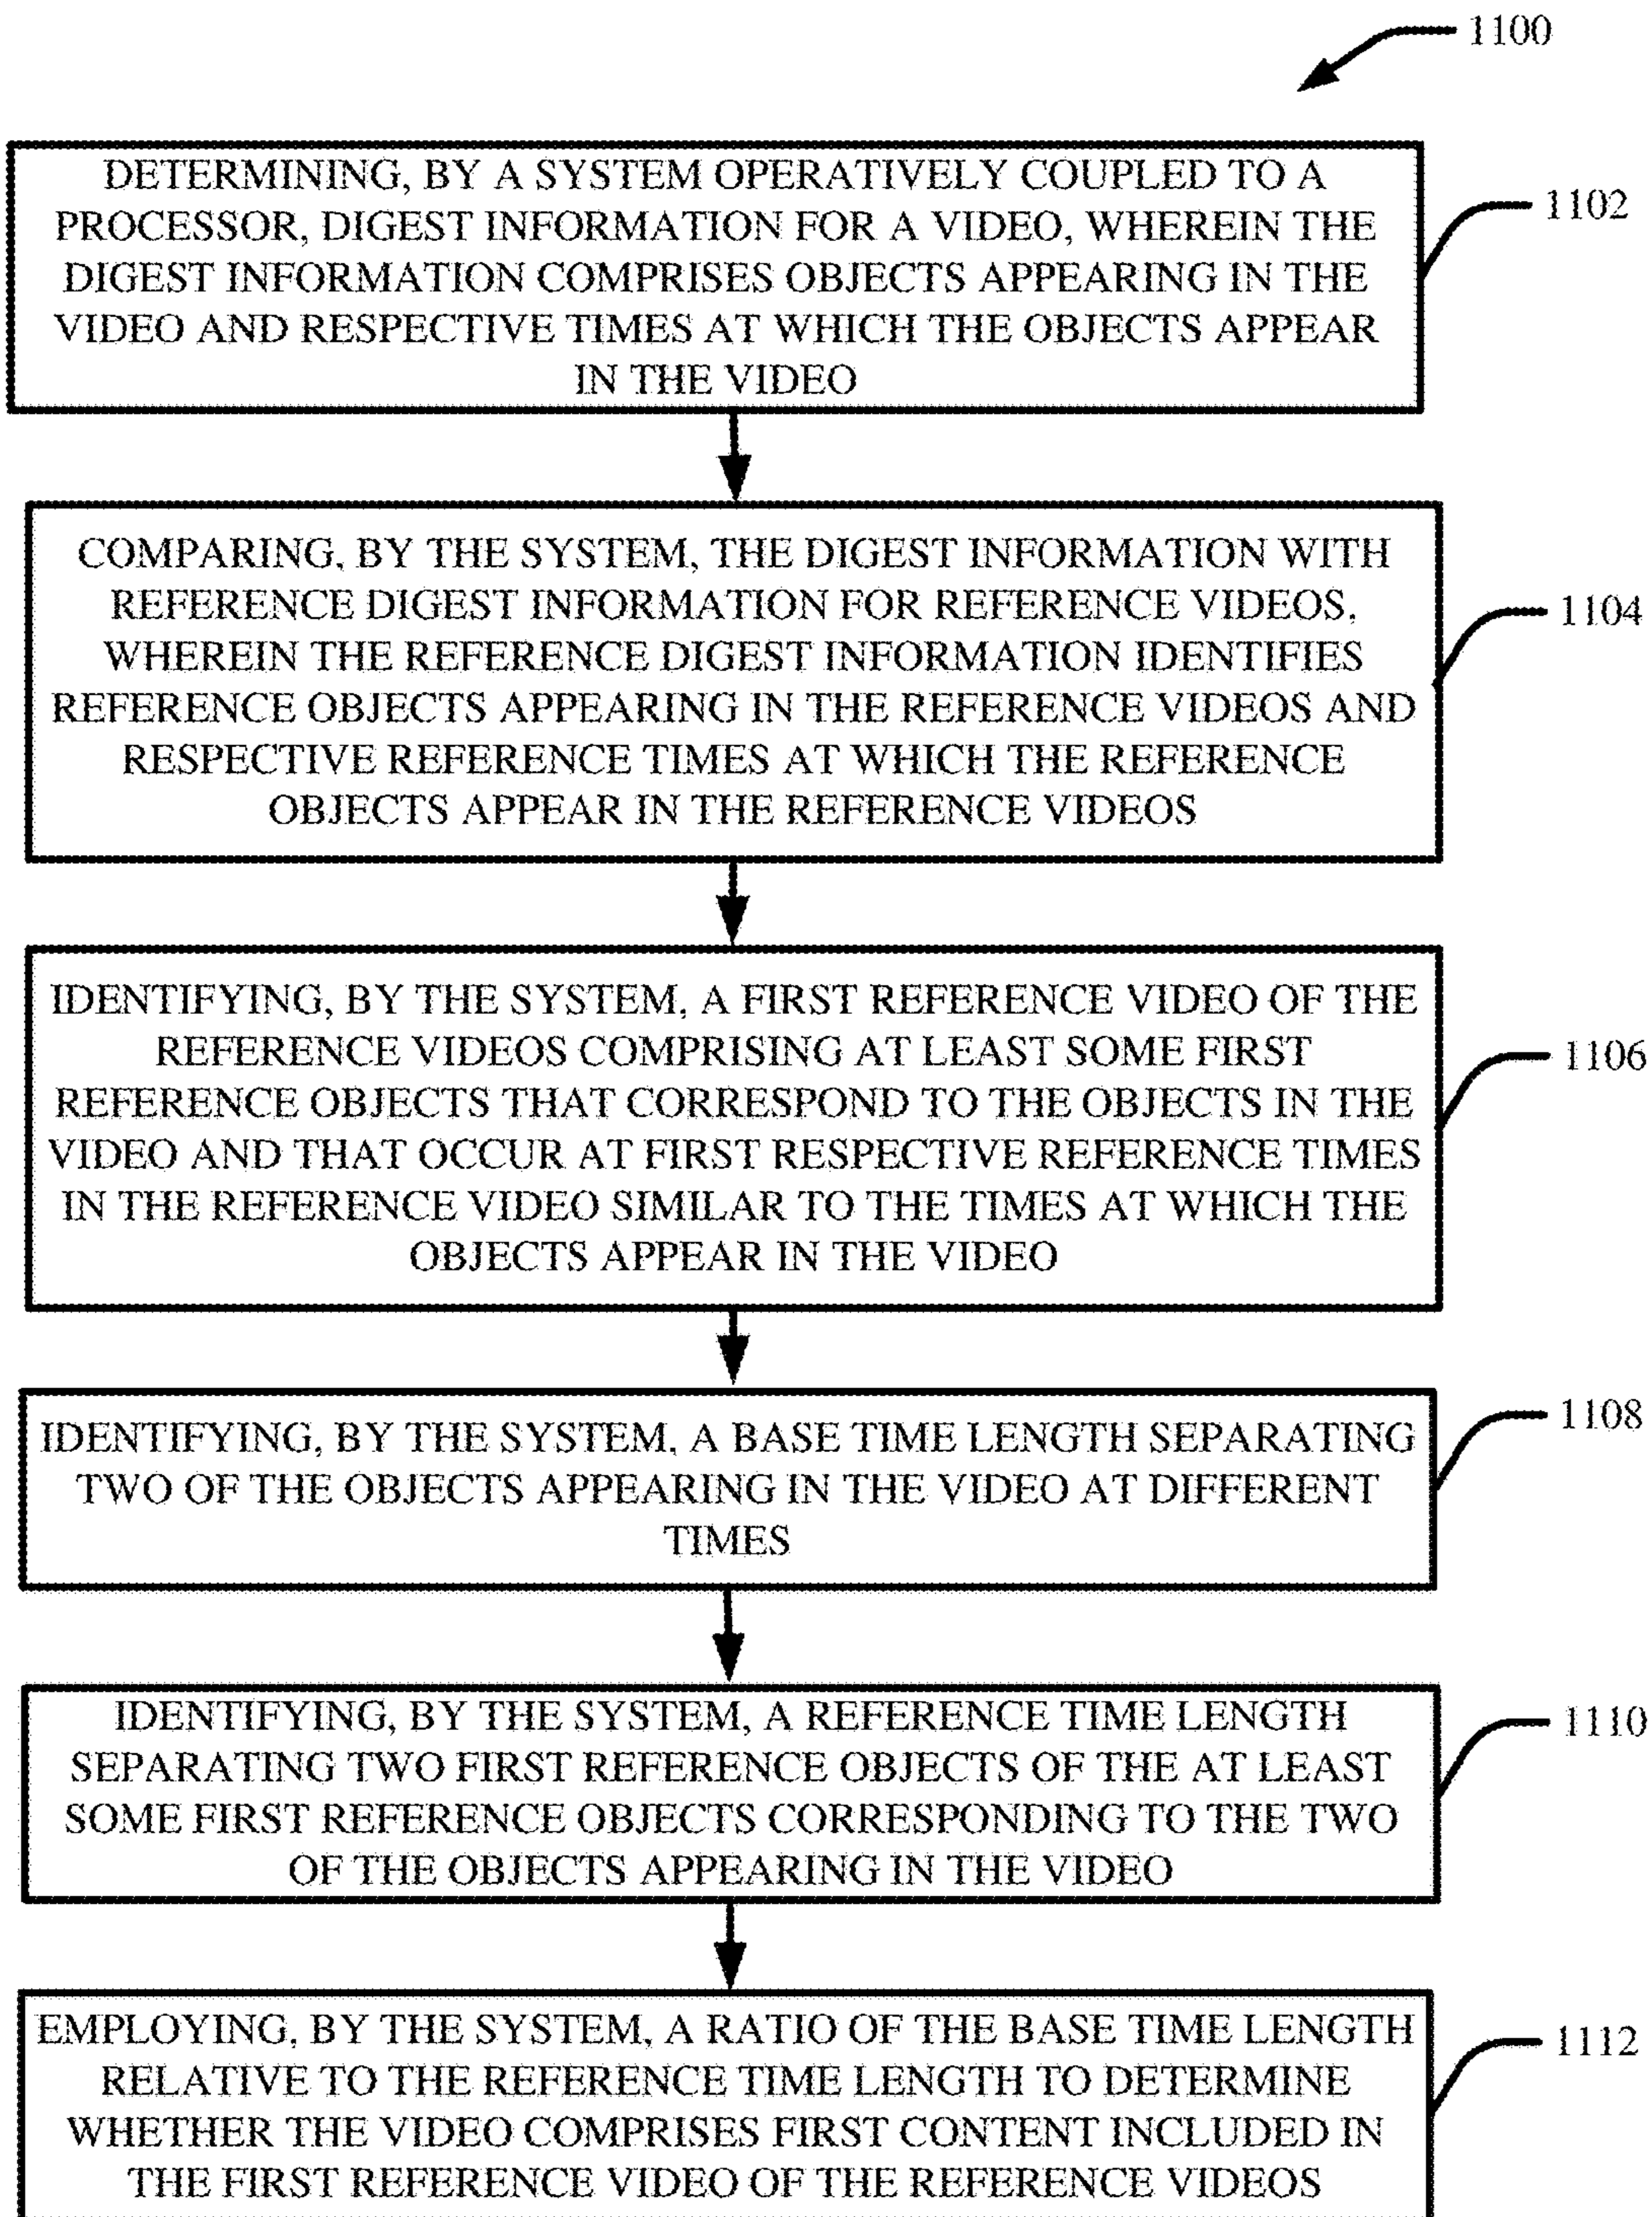 1100
DETERMINING, BY A SYSTEM OPERATIVELY COUPLED TO A
PROCESSOR, DIGEST INFORMATION FOR A VIDEO, WHEREIN THE
DIGEST INFORMATION COMPRISES OBJECTS APPEARING IN THE
VIDEO AND RESPECTIVE TIMES AT WHICH THE OBJECTS APPEAR
IN THE VIDEO
1102
COMPARING, BY THE SYSTEM, THE DIGEST INFORMATION WITH
REFERENCE DIGEST INFORMATION FOR REFERENCE VIDEOS,
WHEREIN THE REFERENCE DIGEST INFORMATION IDENTIFIES
REFERENCE OBJECTS APPEARING IN THE REFERENCE VIDEOS AND
RESPECTIVE REFERENCE TIMES AT WHICH THE REFERENCE
OBJECTS APPEAR IN THE REFERENCE VIDEOS
1104
IDENTIFYING, BY THE SYSTEM, A FIRST REFERENCE VIDEO OF THE
REFERENCE VIDEOS COMPRISING AT LEAST SOME FIRST
REFERENCE OBJECTS THAT CORRESPOND TO THE OBJECTS IN THE
VIDEO AND THAT OCCUR AT FIRST RESPECTIVE REFERENCE TIMES
IN THE REFERENCE VIDEO SIMILAR TO THE TIMES AT WHICH THE
OBJECTS APPEAR IN THE VIDEO
1106
IDENTIFYING, BY THE SYSTEM, A BASE TIME LENGTH SEPARATING
TWO OF THE OBJECTS APPEARING IN THE VIDEO AT DIFFERENT
TIMES
1108
IDENTIFYING, BY THE SYSTEM, A REFERENCE TIME LENGTH
SEPARATING TWO FIRST REFERENCE OBJECTS OF THE AT LEAST
SOME FIRST REFERENCE OBJECTS CORRESPONDING TO THE TWO
OF THE OBJECTS APPEARING IN THE VIDEO
1110
EMPLOYING, BY THE SYSTEM, A RATIO OF THE BASE TIME LENGTH
RELATIVE TO THE REFERENCE TIME LENGTH TO DETERMINE
WHETHER THE VIDEO COMPRISES FIRST CONTENT INCLUDED IN
THE FIRST REFERENCE VIDEO OF THE REFERENCE VIDEOS
1112